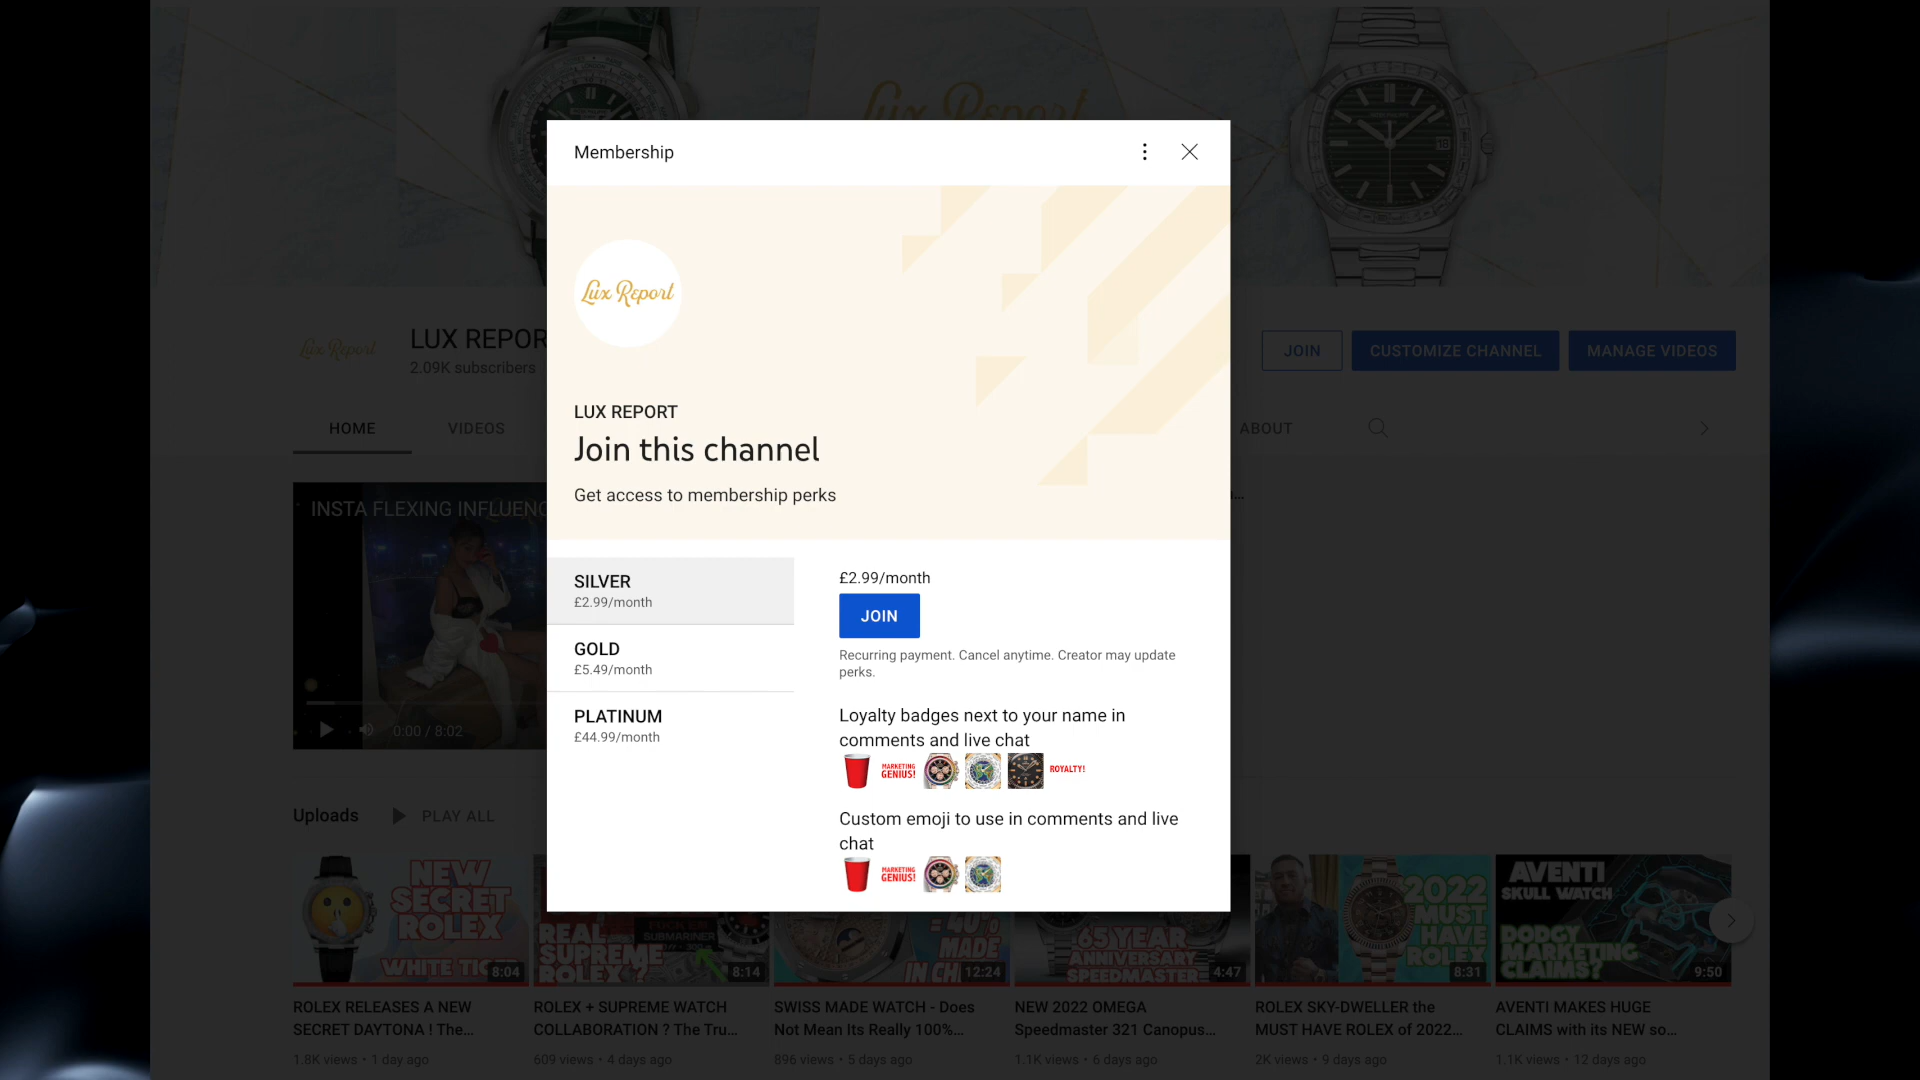 Lux Report
Membership
Lux Report
LUX REPOR
2.09K subscribers
JOIN
CUSTOMIZE CHANNEL
MANAGE VIDEOS
LUX REPORT
Join this channel
Get access to membership perks
HOME
VIDEOS
ABOUT
INSTA FLEXING INFLUENC
0:00 / 8:02
SILVER
£2.99/month
GOLD
£5.49/month
PLATINUM
£44.99/month
£2.99/month
JOIN
Recurring payment. Cancel anytime. Creator may update
perks.
Loyalty badges next to your name in
comments and live chat
MARKETING
GENIUS!
ROYALTY!
Custom emoji to use in comments and live
chat
MARKETING
GENIUS!
Uploads
PLAY ALL
NEW
SECRET
ROLEX
WHITE
8:04
REAL
SUPREME
ROLEX?
SUBMARINER
8:14
40%
MADE
IN
12:24
65 YEAR
ANNIVERSARY
SPEEDMASTER
4:47
2022
MUST
HAVE
ROLEX
8:31
AVENTI
SKULL WATCH
DODGY
MARKETING
CLAIMS?
9:50
ROLEX RELEASES A NEW
SECRET DAYTONA ! The...
1.8K views • 1 day ago
ROLEX + SUPREME WATCH
COLLABORATION ? The Tru...
609 views • 4 days ago
SWISS MADE WATCH - Does
Not Mean Its Really 100%...
896 views • 5 days ago
NEW 2022 OMEGA
Speedmaster 321 Canopus...
1.1K views • 6 days ago
ROLEX SKY-DWELLER the
MUST HAVE ROLEX of 2022...
2K views • 9 days ago
AVENTI MAKES HUGE
CLAIMS with its NEW so...
1.1K views • 12 days ago